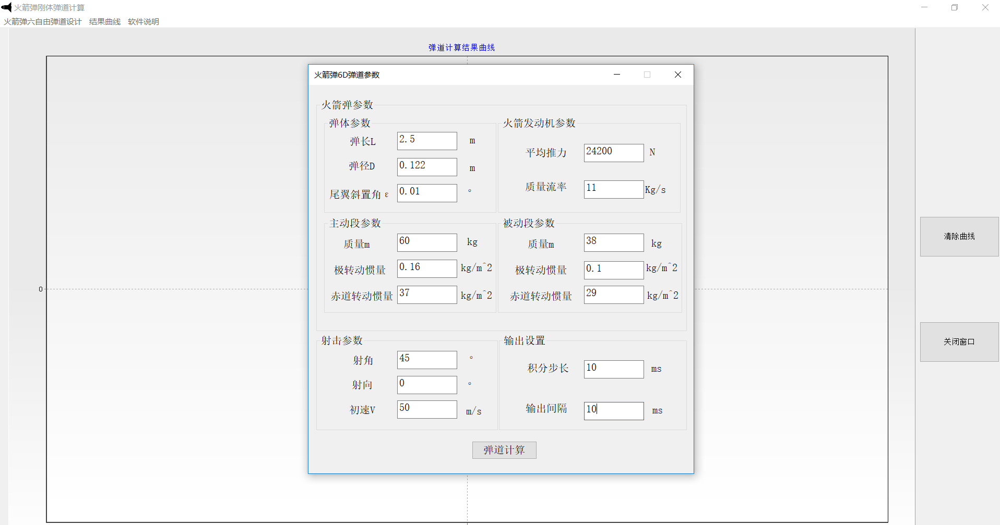 火箭弹刚体弹道计算
火箭弹六自由弹道设计 结果曲线 软件说明
弹道计算结果曲线
0
火箭弹6D弹道参数
火箭弹参数
弹体参数
弹长L 2.5 m
弹径D 0.122 m
尾翼斜置角ε 0.01 °
火箭发动机参数
平均推力 24200 N
质量流率 11 Kg/s
主动段参数
质量m 60 kg
极转动惯量 0.16 kg/m^2
赤道转动惯量 37 kg/m^2
被动段参数
质量m 38 kg
极转动惯量 0.1 kg/m^2
赤道转动惯量 29 kg/m^2
射击参数
射角 45 °
射向 0 °
初速V 50 m/s
输出设置
积分步长 10 ms
输出间隔 10 ms
弹道计算
清除曲线
关闭窗口